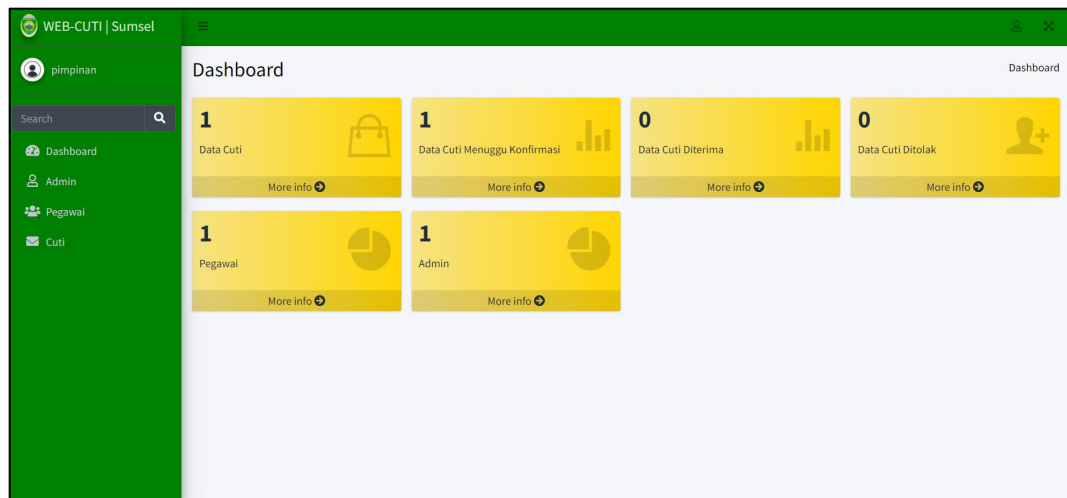 WEB-CUTI | Sumsel
pimpinan
Search
Dashboard
Admin
Pegawai
Cuti
Dashboard
Dashboard
1
Data Cuti
More info
1
Data Cuti Menuggu Konfirmasi
More info
0
Data Cuti Diterima
More info
0
Data Cuti Ditolak
More info
1
Pegawai
More info
1
Admin
More info